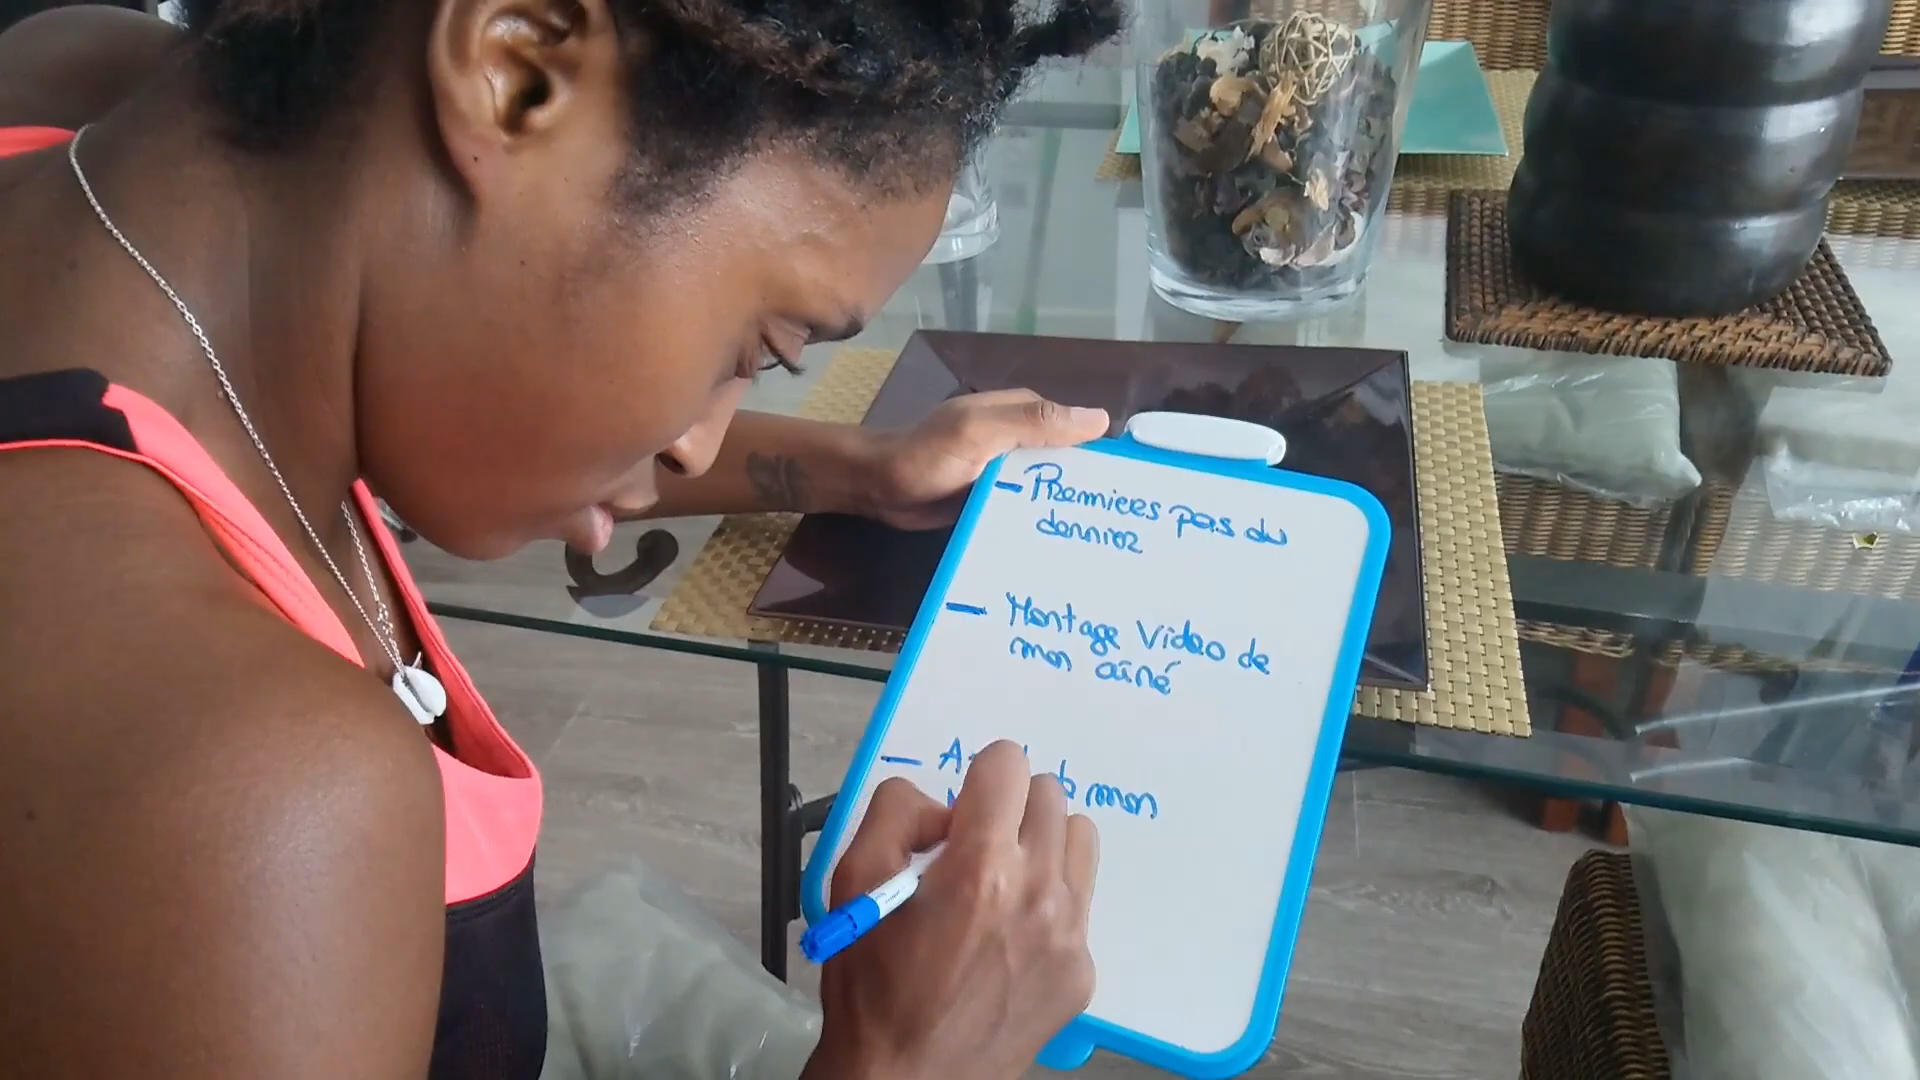 - Premiers pas du
dernier
- Montage Video de
mon aîné
- mon